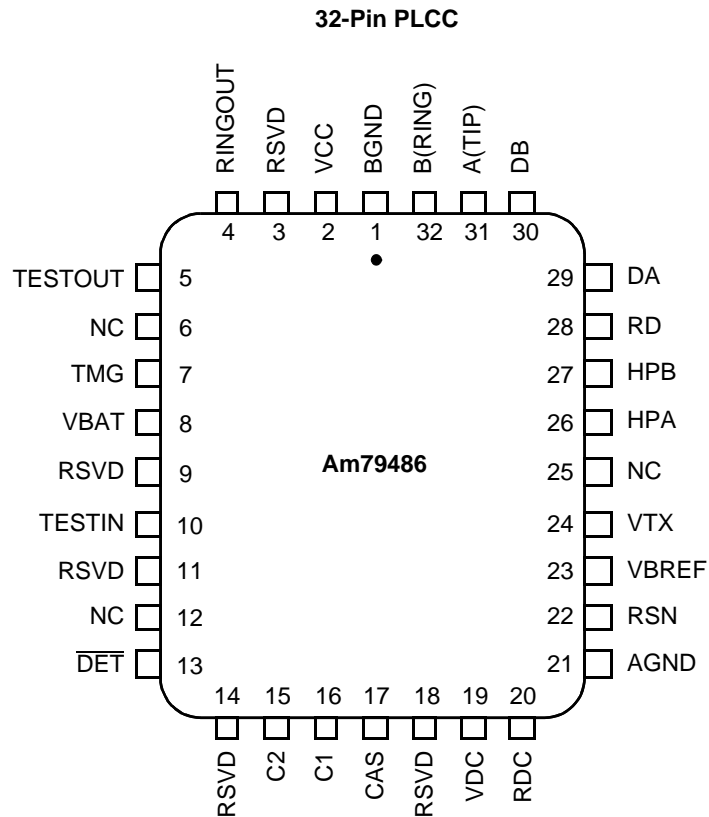 32-Pin PLCC
RINGOUT
RSVD
VCC
BGND
B(RING)
A(TIP)
DB
4 3 2 1 32 31 30
TESTOUT 5
NC 6
TMG 7
VBAT 8
RSVD 9
TESTIN 10
RSVD 11
NC 12
D̅E̅T̅ 13
Am79486
29 DA
28 RD
27 HPB
26 HPA
25 NC
24 VTX
23 VBREF
22 RSN
21 AGND
14 15 16 17 18 19 20
RSVD
C2
C1
CAS
RSVD
VDC
RDC